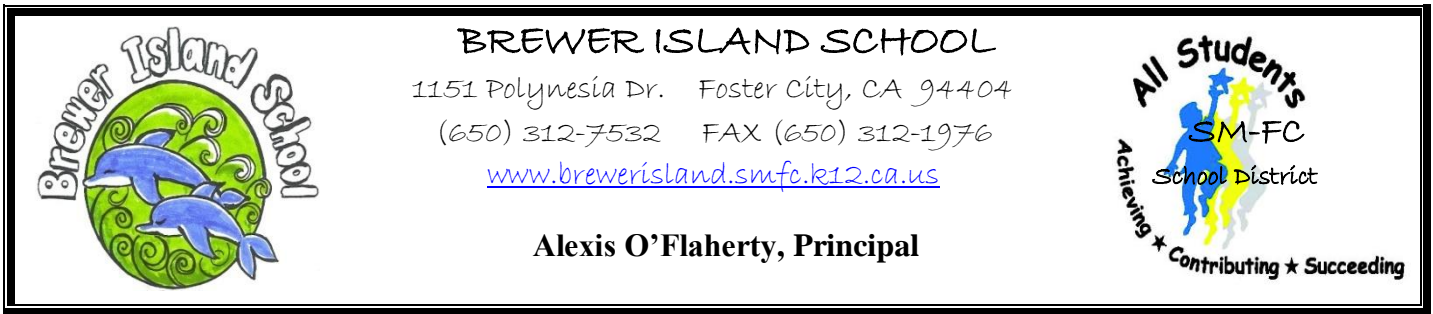 Brewer Island School
BREWER ISLAND SCHOOL
1151 Polynesia Dr. Foster City, CA 94404
(650) 312-7532 FAX (650) 312-1976
www.brewerisland.smfc.k12.ca.us
Alexis O’Flaherty, Principal
All Students
SM-FC
School District
Achieving ★ Contributing ★ Succeeding